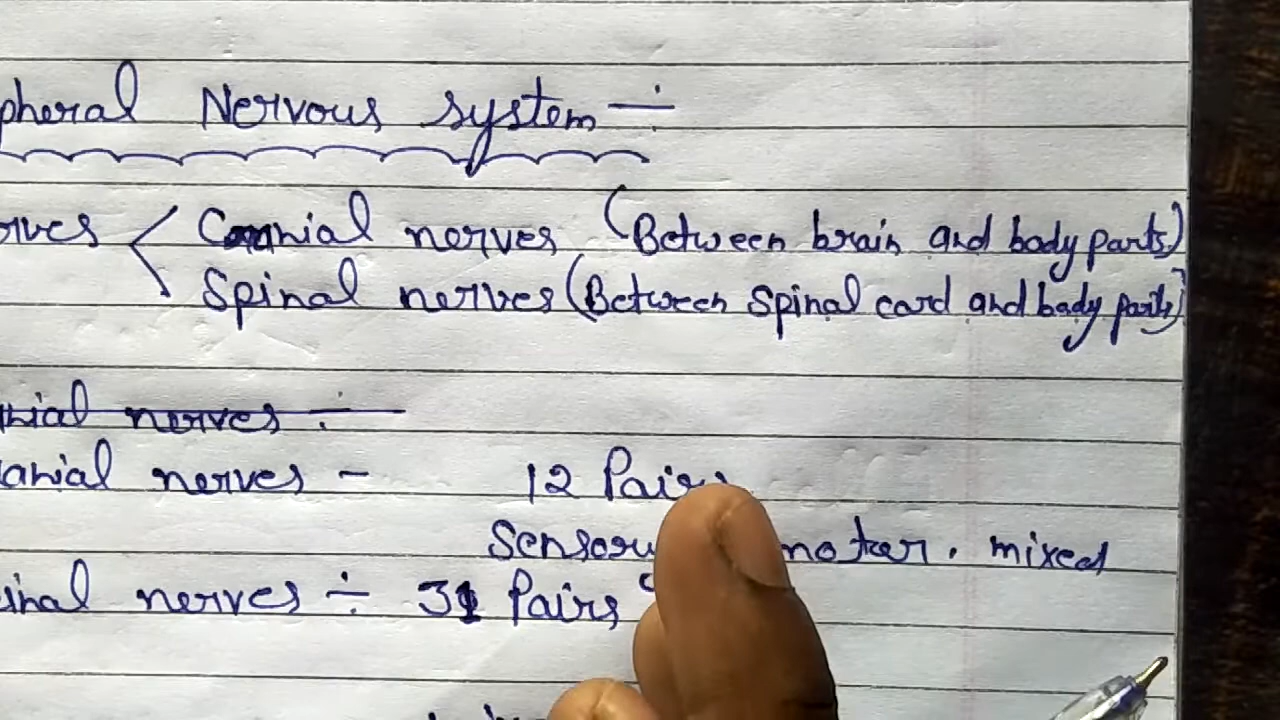 pheral Nervous system ÷
rves < Cranial nerves (Between brain and body parts)
Spinal nerves (Between spinal card and body parts)
nial nerves ÷
anial nerves - 12 Pairs
Sensory motor, mixed
inal nerves ÷ 31 Pairs